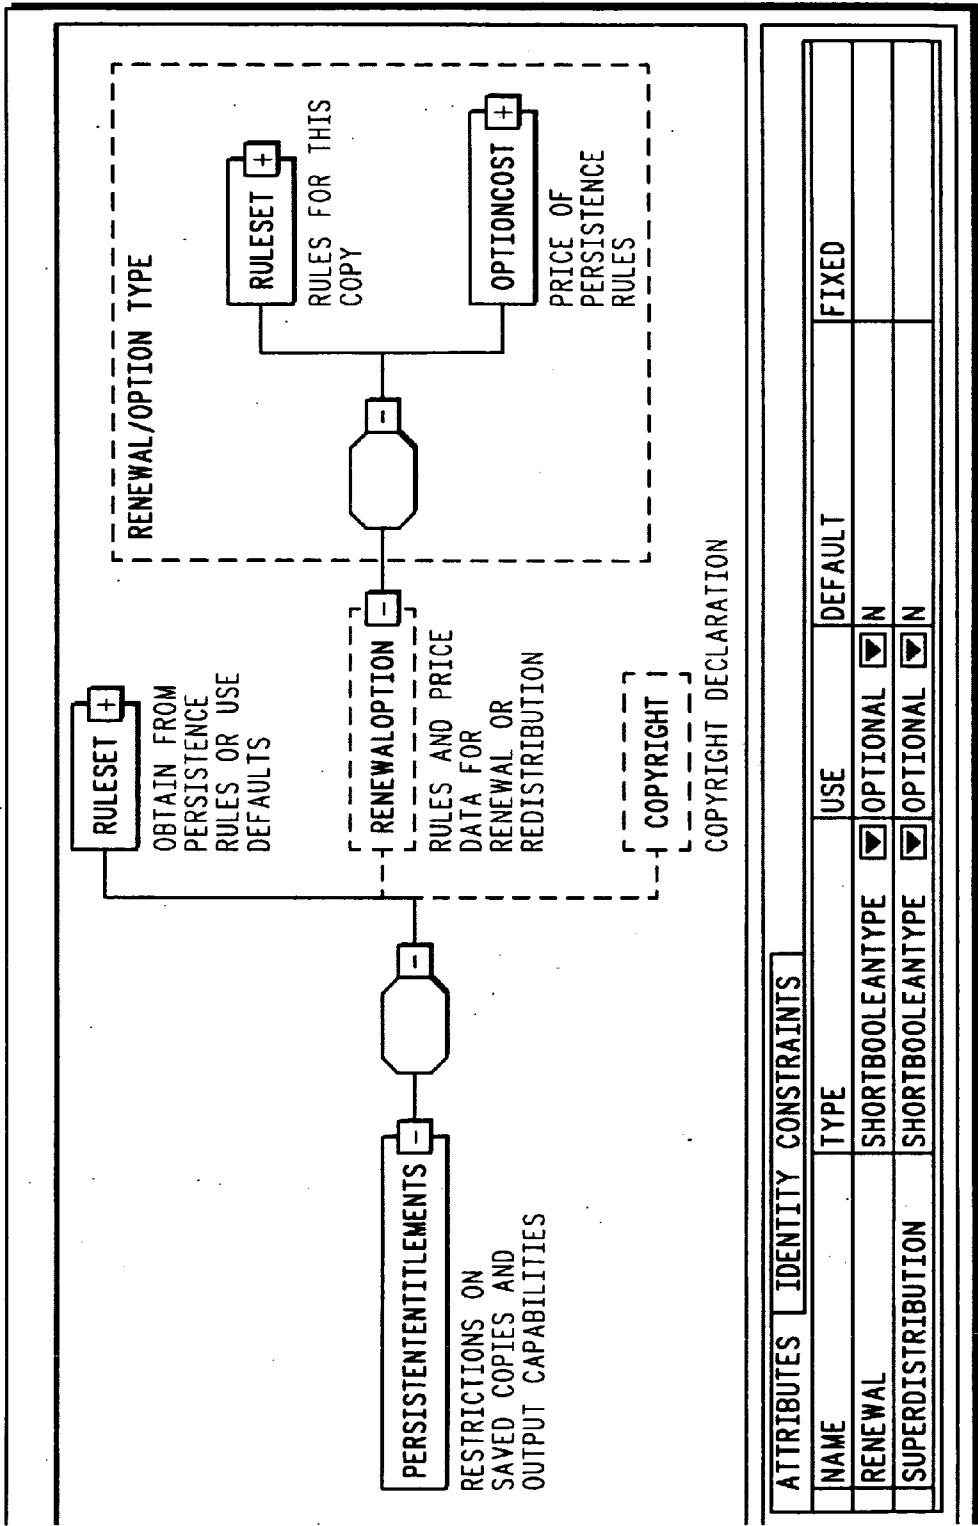 PERSISTENTENTITLEMENTS
RESTRICTIONS ON
SAVED COPIES AND
OUTPUT CAPABILITIES
RULESET
OBTAIN FROM
PERSISTENCE
RULES OR USE
DEFAULTS
RENEWALOPTION
RULES AND PRICE
DATA FOR
RENEWAL OR
REDISTRIBUTION
COPYRIGHT
COPYRIGHT DECLARATION
RENEWAL/OPTION TYPE
RULESET
RULES FOR THIS
COPY
OPTIONCOST
PRICE OF
PERSISTENCE
RULES
ATTRIBUTES IDENTITY CONSTRAINTS
NAME TYPE USE DEFAULT FIXED
RENEWAL SHORTBOOLEANTYPE OPTIONAL N
SUPERDISTRIBUTION SHORTBOOLEANTYPE OPTIONAL N